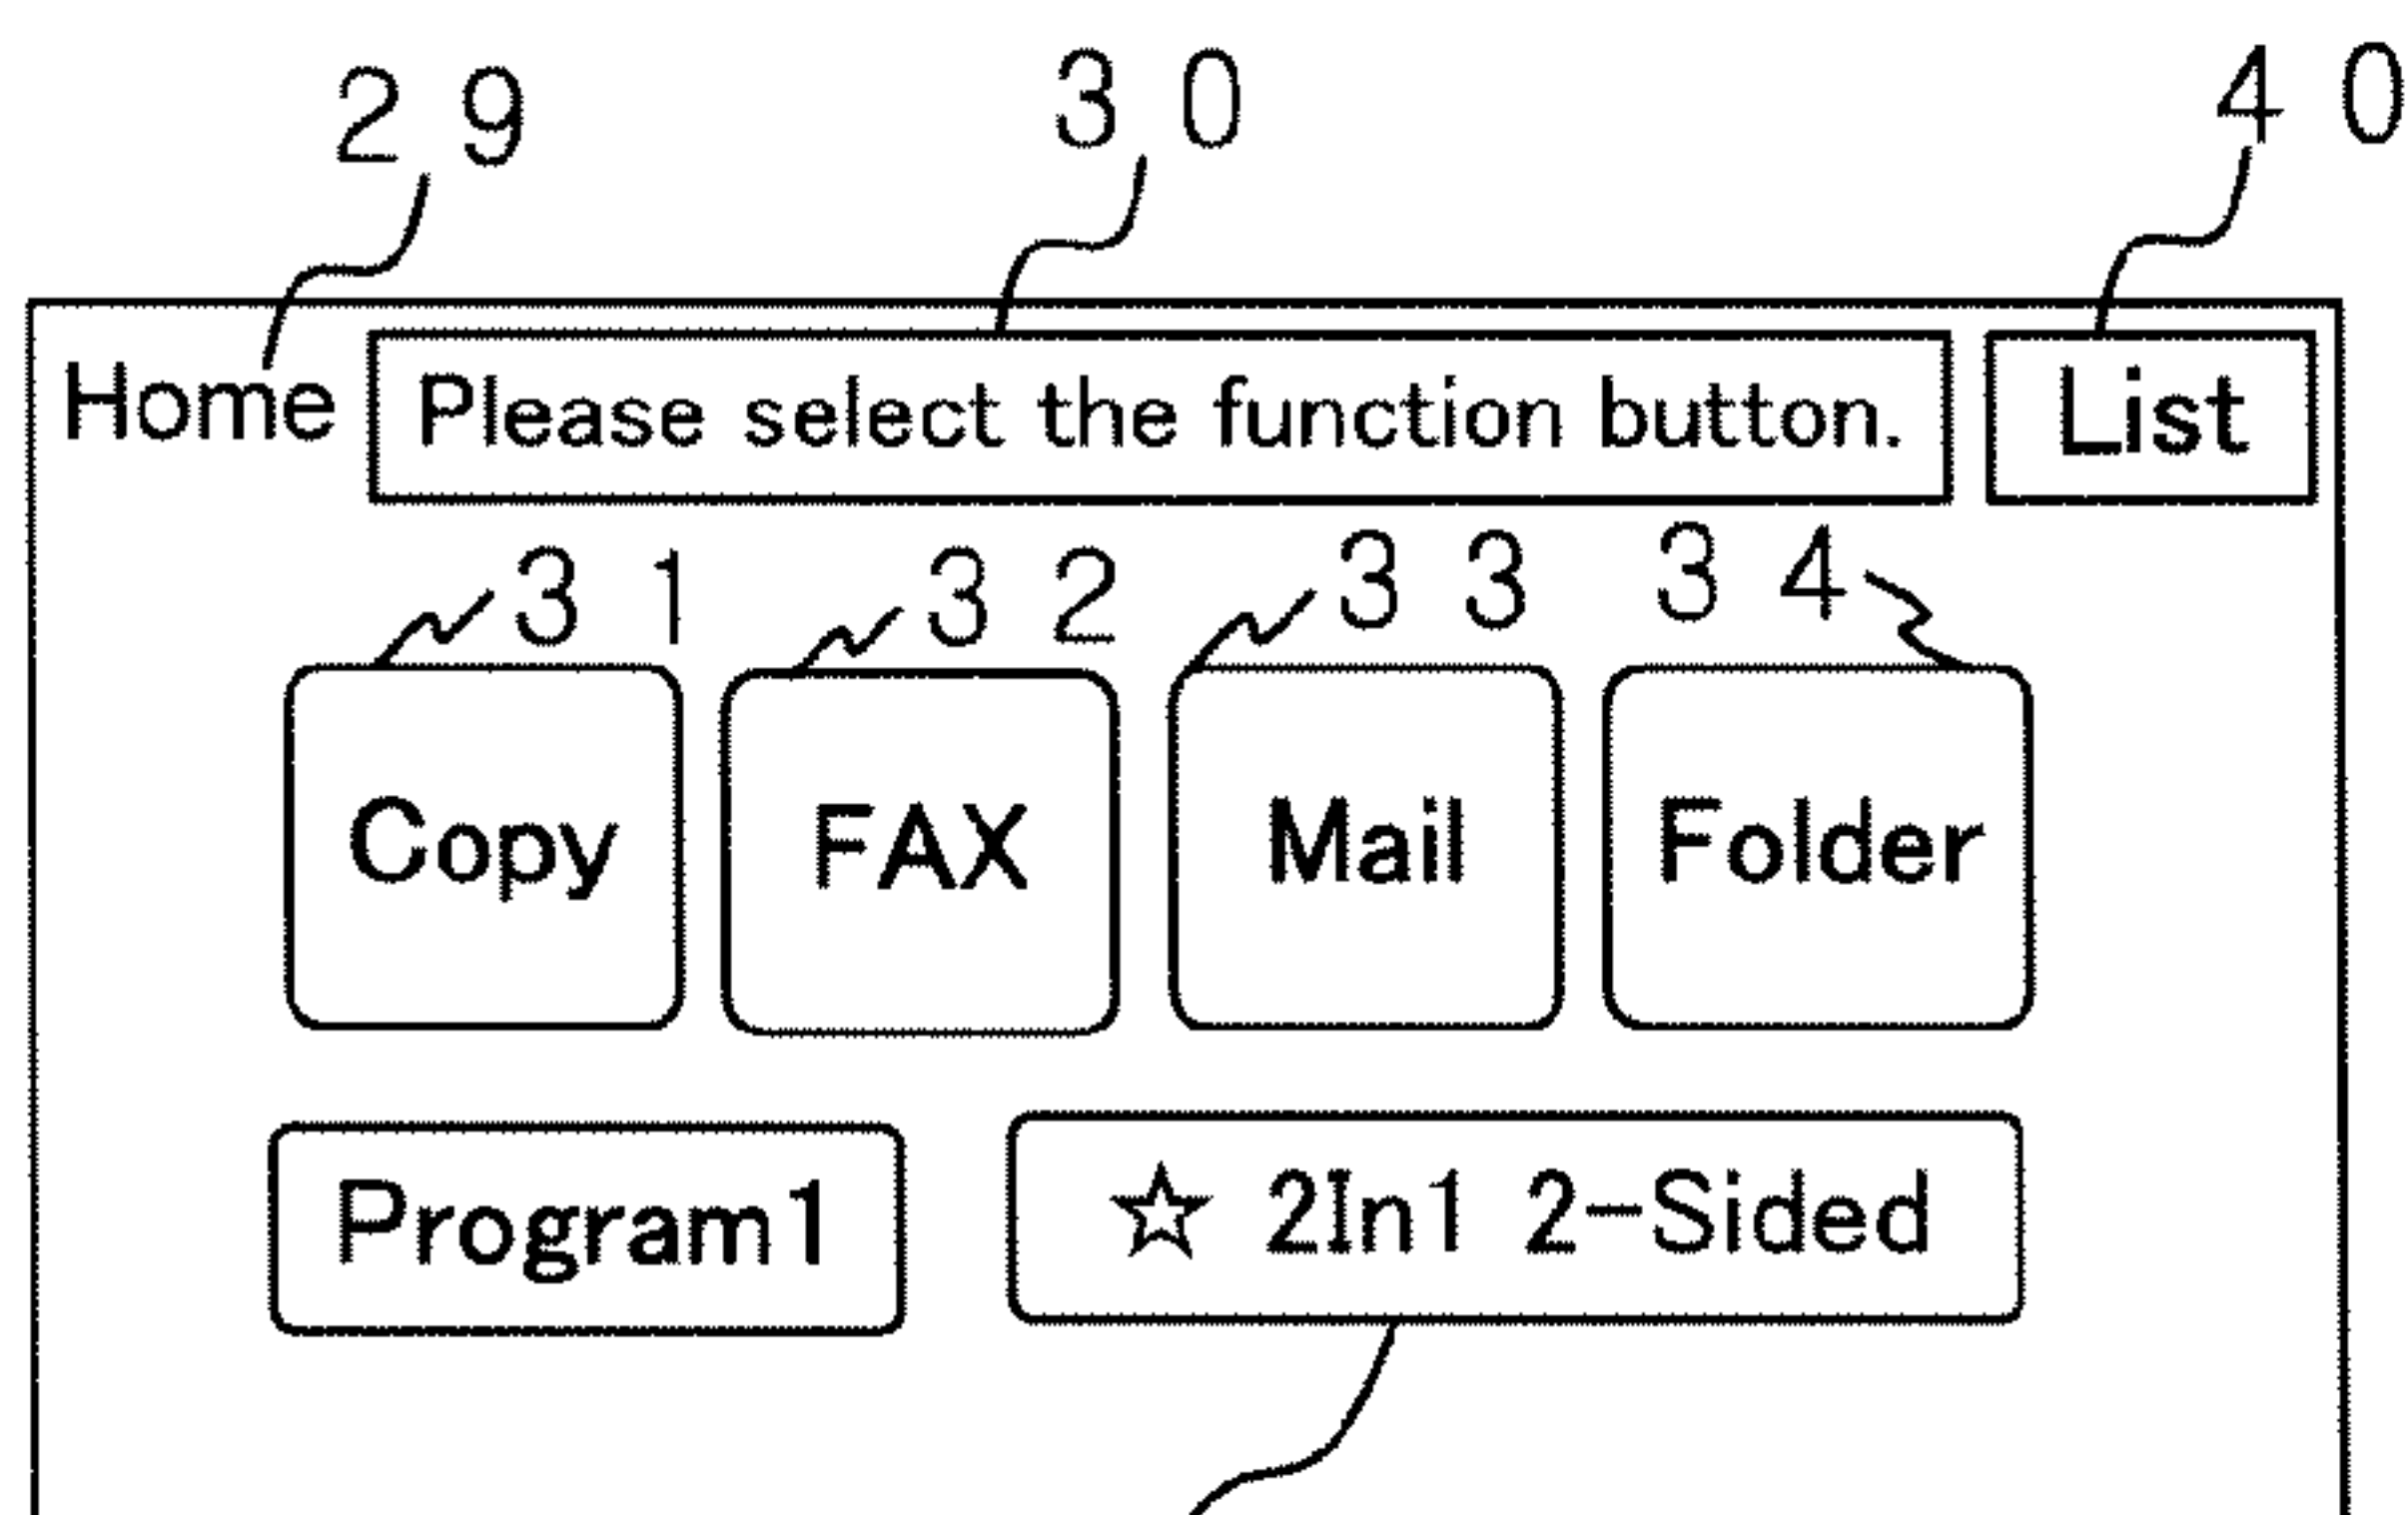 29 30 40
Home Please select the function button. List
31 32 33 34
Copy FAX Mail Folder
Program1 ☆ 2In1 2-Sided